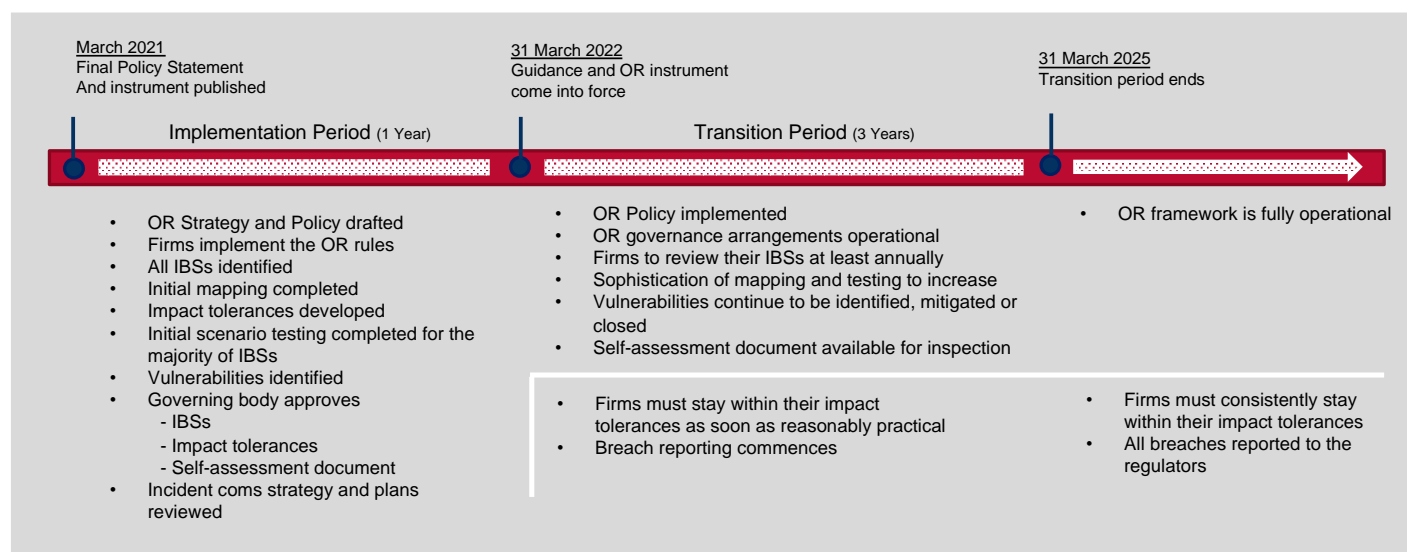 March 2021
Final Policy Statement
And instrument published
31 March 2022
Guidance and OR instrument
come into force
31 March 2025
Transition period ends
Implementation Period (1 Year)
Transition Period (3 Years)
• OR Strategy and Policy drafted
• Firms implement the OR rules
• All IBSs identified
• Initial mapping completed
• Impact tolerances developed
• Initial scenario testing completed for the
majority of IBSs
• Vulnerabilities identified
• Governing body approves
- IBSs
- Impact tolerances
- Self-assessment document
• Incident coms strategy and plans
reviewed
• OR Policy implemented
• OR governance arrangements operational
• Firms to review their IBSs at least annually
• Sophistication of mapping and testing to increase
• Vulnerabilities continue to be identified, mitigated or
closed
• Self-assessment document available for inspection
• Firms must stay within their impact
tolerances as soon as reasonably practical
• Breach reporting commences
• OR framework is fully operational
• Firms must consistently stay
within their impact tolerances
• All breaches reported to the
regulators